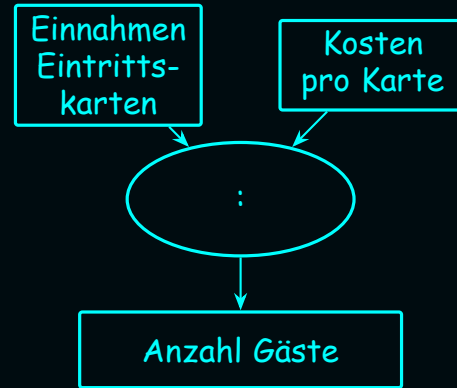 Einnahmen
Eintritts-
karten
Kosten
pro Karte
:
Anzahl Gäste